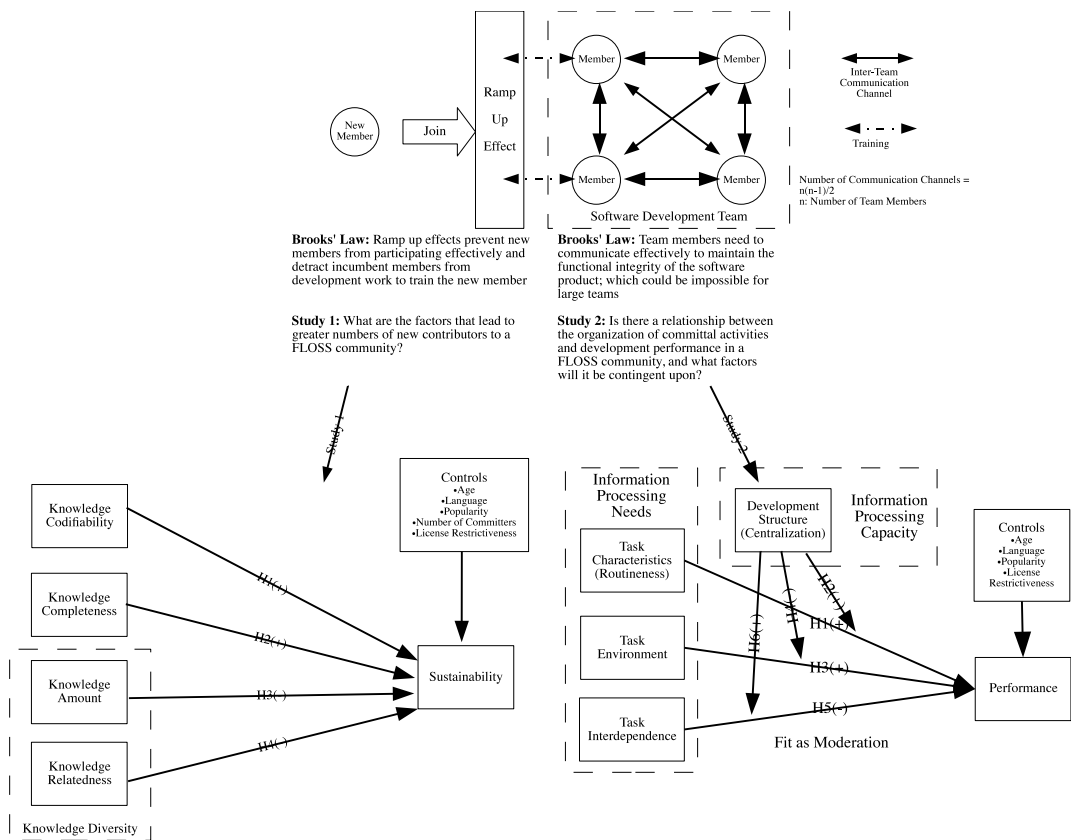 Ramp
Up
Effect
New
Member
Join
Member
Member
Member
Member
Software Development Team
Inter-Team
Communication
Channel
Training
Number of Communication Channels =
n(n-1)/2
n: Number of Team Members
Brooks' Law: Ramp up effects prevent new
members from participating effectively and
detract incumbent members from
development work to train the new member
Brooks' Law: Team members need to
communicate effectively to maintain the
functional integrity of the software
product; which could be impossible for
large teams
Study 1: What are the factors that lead to
greater numbers of new contributors to a
FLOSS community?
Study 2: Is there a relationship between
the organization of committal activities
and development performance in a
FLOSS community, and what factors
will it be contingent upon?
Study 1
Study 2
Knowledge
Codifiability
Knowledge
Completeness
Knowledge
Amount
Knowledge
Relatedness
Knowledge Diversity
H1(+)
H2(+)
H3(-)
H4(-)
Controls
•Age
•Language
•Popularity
•Number of Committers
•License Restrictiveness
Sustainability
Information
Processing
Needs
Task
Characteristics
(Routineness)
Task
Environment
Task
Interdependence
Development
Structure
(Centralization)
Information
Processing
Capacity
H6(+)
H4(-)
H2(+)
H1(+)
H3(+)
H5(-)
Fit as Moderation
Controls
•Age
•Language
•Popularity
•License
Restrictiveness
Performance